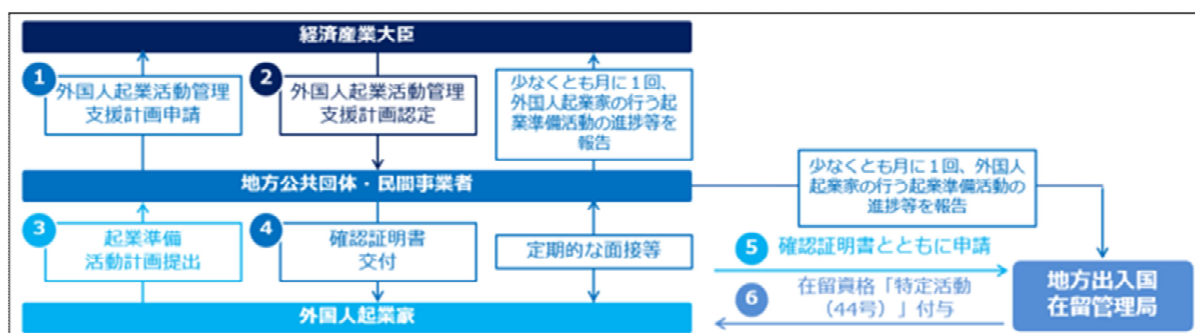 経済産業大臣
1
外国人起業活動管理
支援計画申請
2
外国人起業活動管理
支援計画認定
少なくとも月に1回、
外国人起業家の行う起
業準備活動の進捗等を
報告
地方公共団体・民間事業者
少なくとも月に1回、外国人
起業家の行う起業準備活動の
進捗等を報告
3
起業準備
活動計画提出
4
確認証明書
交付
定期的な面接等
5
確認証明書とともに申請
6
在留資格「特定活動
(44号)」付与
地方出入国
在留管理局
外国人起業家